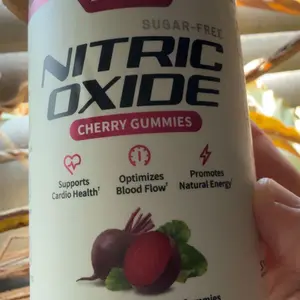 SUGAR-FREE
NITRIC
OXIDE
CHERRY GUMMIES
Supports
Cardio Health†
Optimizes
Blood Flow†
Promotes
Natural Energy†